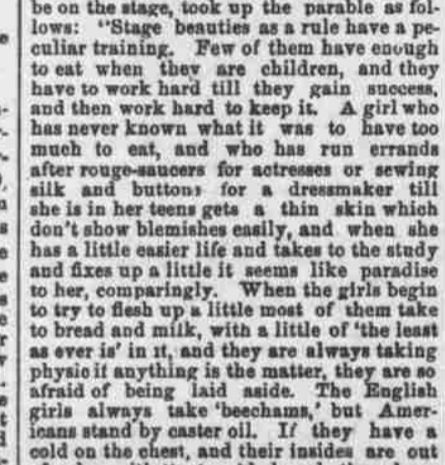 be on the stage, took up the parable as fol-
lows: "Stage beauties as a rule have a pe-
culiar training. Few of them have enough
to eat when they are children, and they
have to work hard till they gain success,
and then work hard to keep it. A girl who
has never known what it was to have too
much to eat, and who has run errands
after rouge-saucers for actresses or sewing
silk and buttons for a dressmaker till
she is in her teens gets a thin skin which
don't show blemishes easily, and when she
has a little easier life and takes to the study
and fixes up a little it seems like paradise
to her, comparingly. When the girls begin
to try to flesh up a little most of them take
to bread and milk, with a little of 'the least
as ever is' in it, and they are always taking
physic if anything is the matter, they are so
afraid of being laid aside. The English
girls always take 'beechams,' but Amer-
icans stand by caster oil. If they have a
cold on the chest, and their insides are out